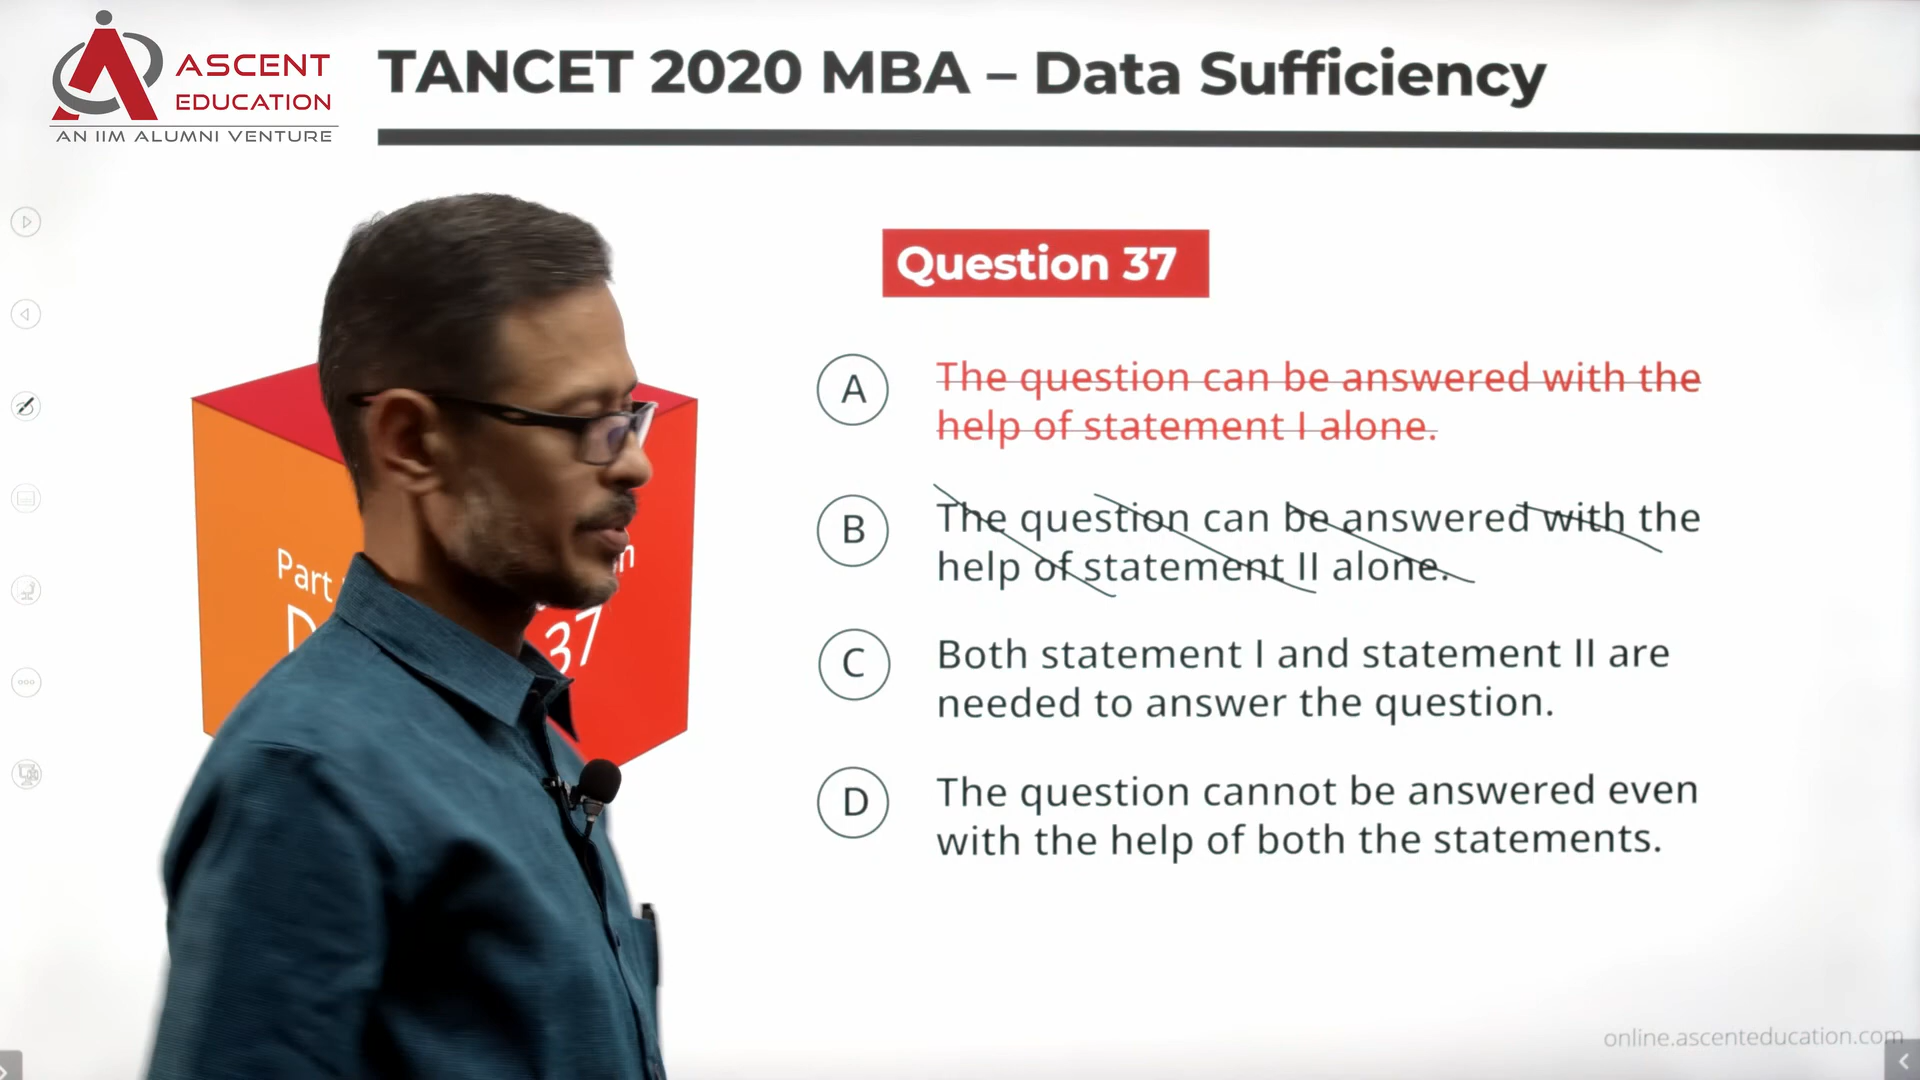 ASCENT
EDUCATION
AN IIM ALUMNI VENTURE
TANCET 2020 MBA – Data Sufficiency
Question 37
A
The question can be answered with the
help of statement I alone.
B
The question can be answered with the
help of statement II alone.
C
Both statement I and statement II are
needed to answer the question.
D
The question cannot be answered even
with the help of both the statements.
Part
37
online.ascenteducation.com